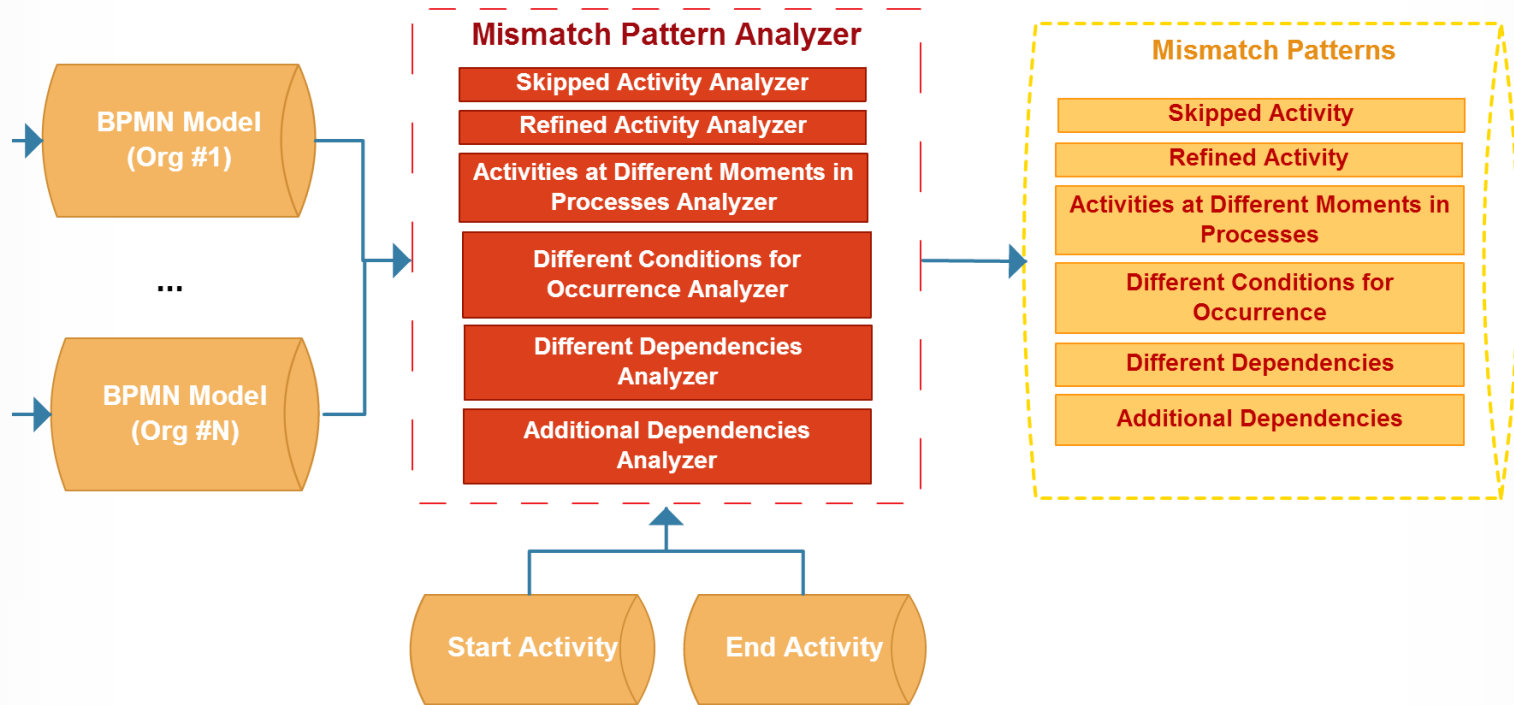 BPMN Model
(Org #1)
...
BPMN Model
(Org #N)
Mismatch Pattern Analyzer
Skipped Activity Analyzer
Refined Activity Analyzer
Activities at Different Moments in
Processes Analyzer
Different Conditions for
Occurrence Analyzer
Different Dependencies
Analyzer
Additional Dependencies
Analyzer
Start Activity
End Activity
Mismatch Patterns
Skipped Activity
Refined Activity
Activities at Different Moments in
Processes
Different Conditions for
Occurrence
Different Dependencies
Additional Dependencies